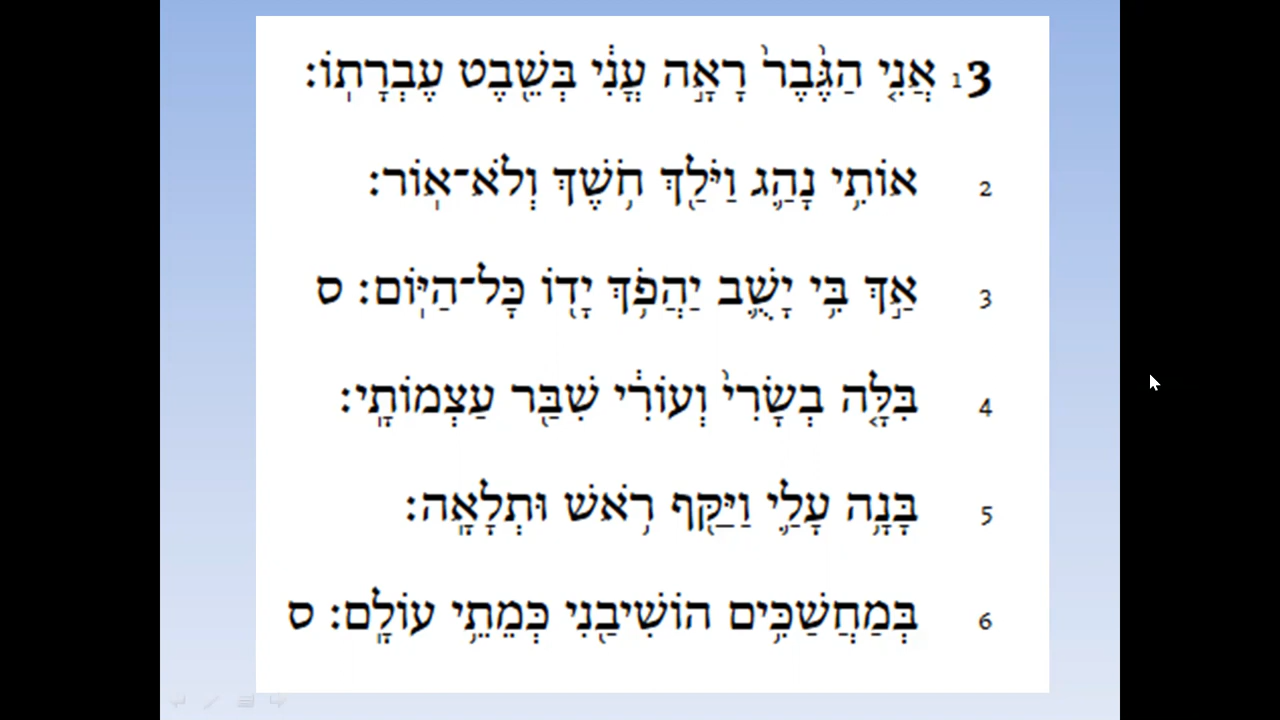 3 1 אֲנִ֤י הַגֶּ֙בֶר֙ רָאָ֣ה עֳנִ֔י בְּשֵׁ֖בֶט עֶבְרָתֽוֹ׃
2 אוֹתִ֥י נָהַ֛ג וַיֹּלַ֖ךְ חֹ֥שֶׁךְ וְלֹא־אֽוֹר׃
3 אַ֣ךְ בִּ֥י יָשֻׁ֛ב יַהֲפֹ֥ךְ יָד֖וֹ כָּל־הַיּֽוֹם׃ ס
4 בִּלָּ֤ה בְשָׂרִי֙ וְעוֹרִ֔י שִׁבַּ֖ר עַצְמוֹתָֽי׃
5 בָּנָ֥ה עָלַ֛י וַיַּקַּ֖ף רֹ֥אשׁ וּתְלָאָֽה׃
6 בְּמַחֲשַׁכִּ֥ים הוֹשִׁיבַ֖נִי כְּמֵתֵ֥י עוֹלָֽם׃ ס